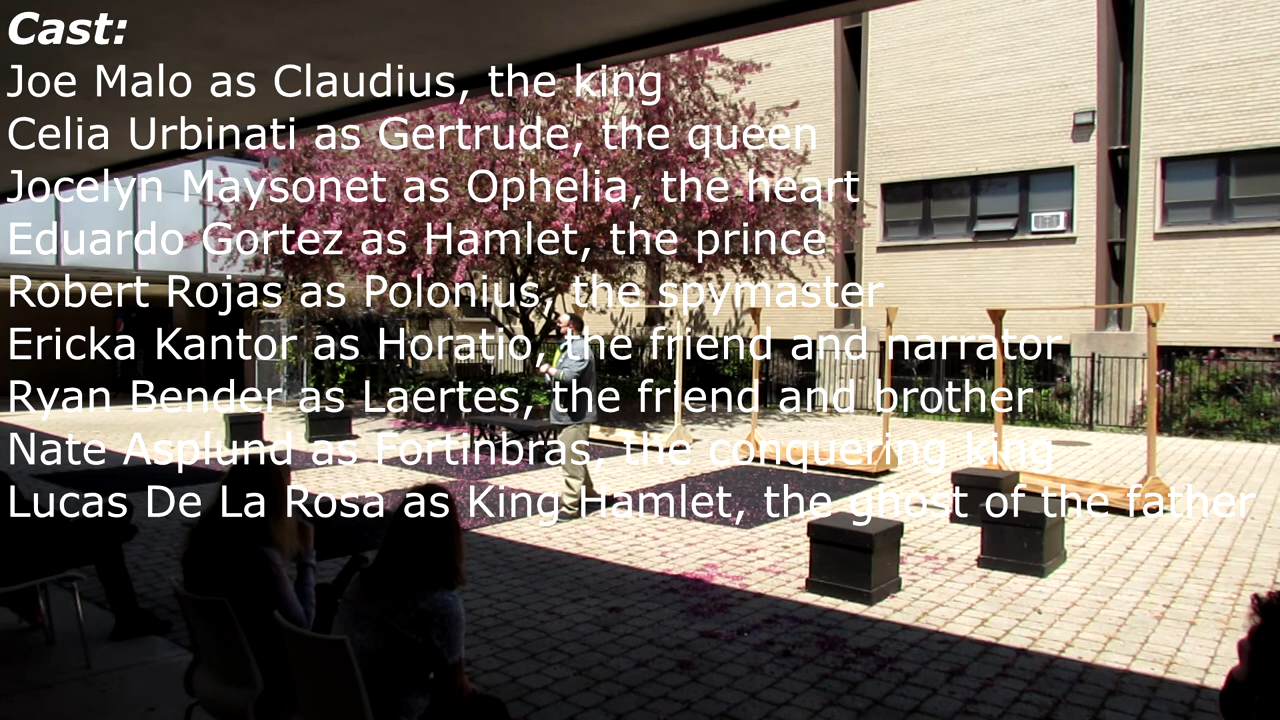 Cast:
Joe Malo as Claudius, the king
Celia Urbinati as Gertrude, the queen
Jocelyn Maysonet as Ophelia, the heart
Eduardo Gortez as Hamlet, the prince
Robert Rojas as Polonius, the spymaster
Ericka Kantor as Horatio, the friend and narrator
Ryan Bender as Laertes, the friend and brother
Nate Asplund as Fortinbras, the conquering king
Lucas De La Rosa as King Hamlet, the ghost of the father